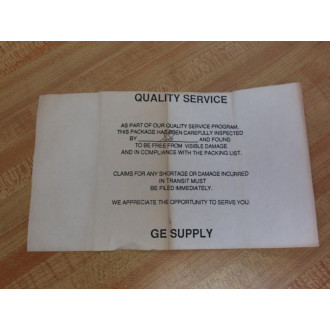 QUALITY SERVICE
AS PART OF OUR QUALITY SERVICE PROGRAM,
THIS PACKAGE HAS BEEN CAREFULLY INSPECTED
BY AND FOUND
TO BE FREE FROM VISIBLE DAMAGE
AND IN COMPLIANCE WITH THE PACKING LIST.
CLAIMS FOR ANY SHORTAGE OR DAMAGE INCURRED
IN TRANSIT MUST
BE FILED IMMEDIATELY.
WE APPRECIATE THE OPPORTUNITY TO SERVE YOU.
GE SUPPLY